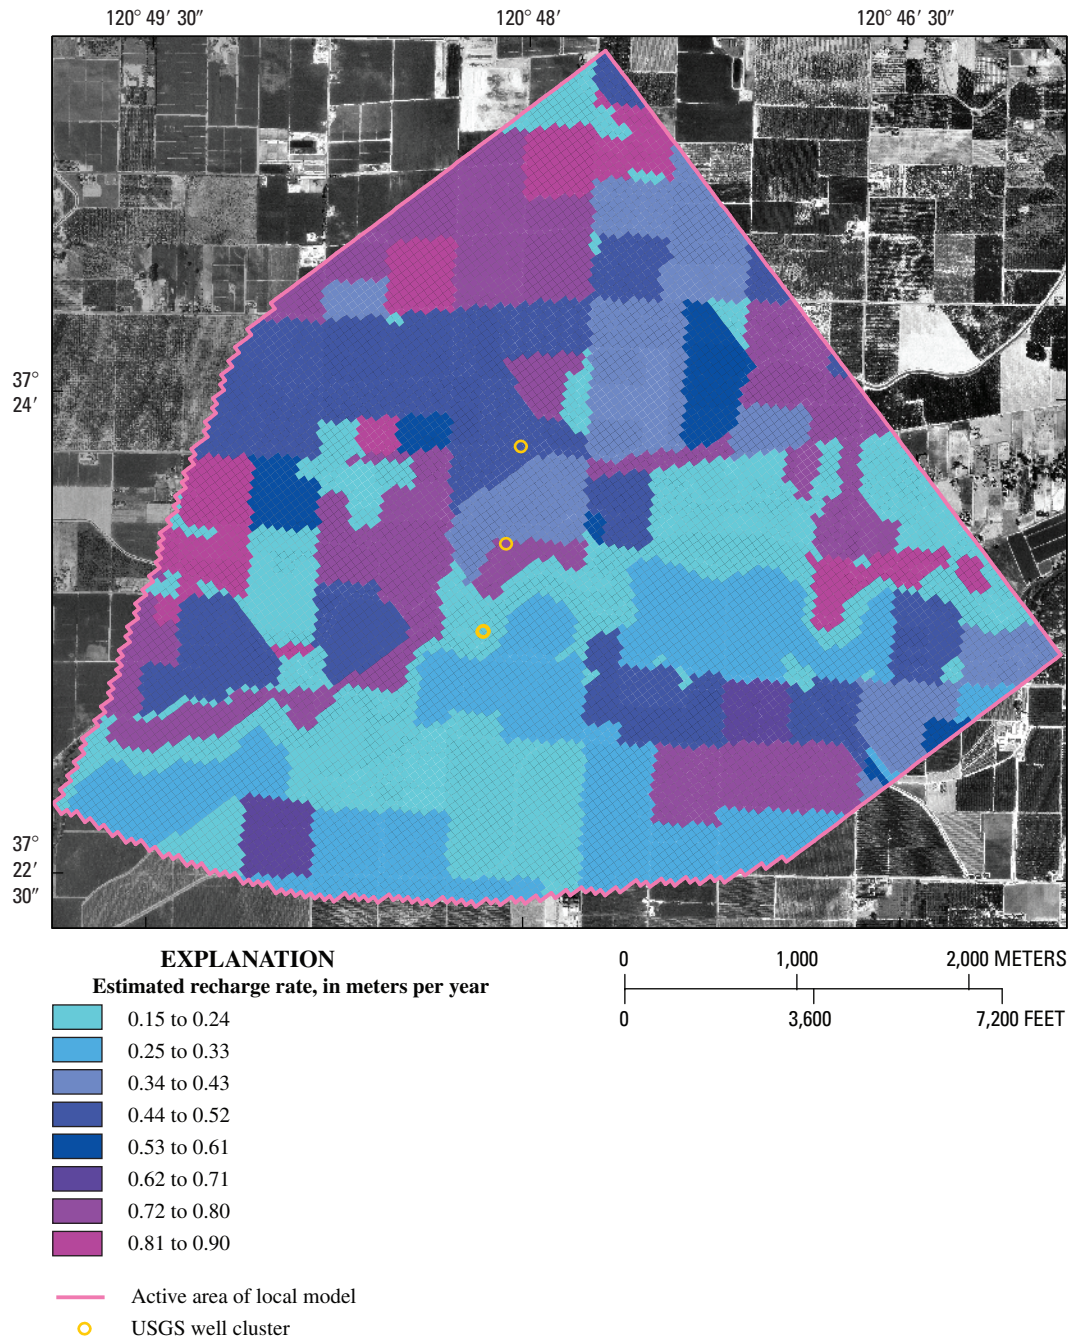 120° 49′ 30″ 120° 48′ 120° 46′ 30″
37°
24′
37°
22′
30″
EXPLANATION
Estimated recharge rate, in meters per year
0.15 to 0.24
0.25 to 0.33
0.34 to 0.43
0.44 to 0.52
0.53 to 0.61
0.62 to 0.71
0.72 to 0.80
0.81 to 0.90
Active area of local model
USGS well cluster
0 1,000 2,000 METERS
0 3,600 7,200 FEET